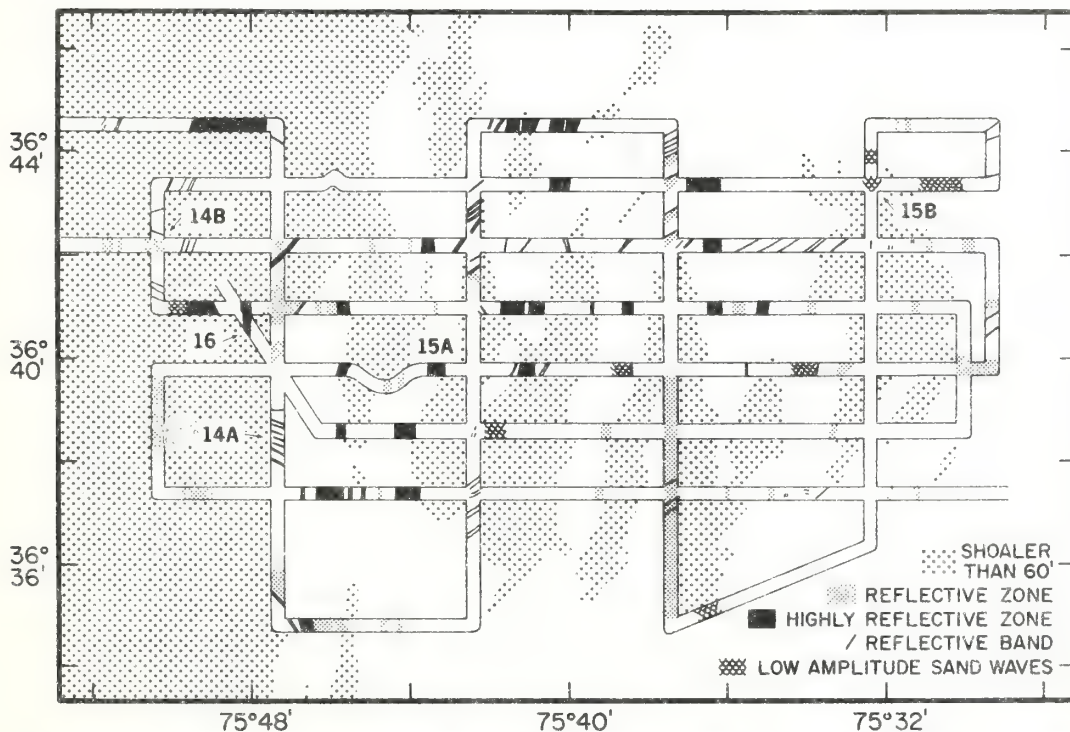 36°
44'
14B
15B
16
36°
40'
15A
14A
36°
36'
SHOALER
THAN 60'
REFLECTIVE ZONE
HIGHLY REFLECTIVE ZONE
REFLECTIVE BAND
LOW AMPLITUDE SAND WAVES
75°48'
75°40'
75°32'